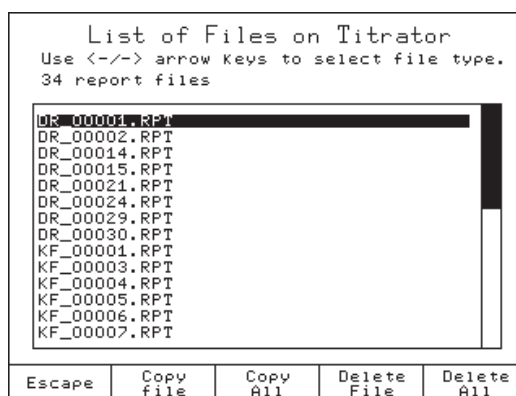 List of Files on Titrator
Use <-/-> arrow Keys to select file type.
34 report files
DR_00001.RPT
DR_00002.RPT
DR_00014.RPT
DR_00015.RPT
DR_00021.RPT
DR_00024.RPT
DR_00029.RPT
DR_00030.RPT
KF_00001.RPT
KF_00003.RPT
KF_00004.RPT
KF_00005.RPT
KF_00006.RPT
KF_00007.RPT
Escape
Copy
file
Copy
All
Delete
File
Delete
All